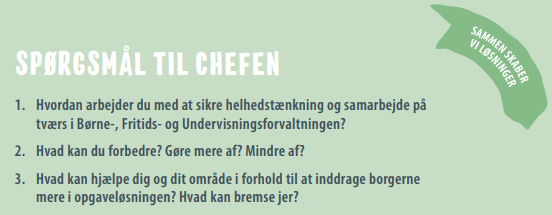 SAMMEN SKABER
VI LØSNINGER
SPØRGSMÅL TIL CHEFEN
1. Hvordan arbejder du med at sikre helhedstænkning og samarbejde på
tværs i Børne-, Fritids- og Undervisningsforvaltningen?
2. Hvad kan du forbedre? Gøre mere af? Mindre af?
3. Hvad kan hjælpe dig og dit område i forhold til at inddrage borgerne
mere i opgaveløsningen? Hvad kan bremse jer?